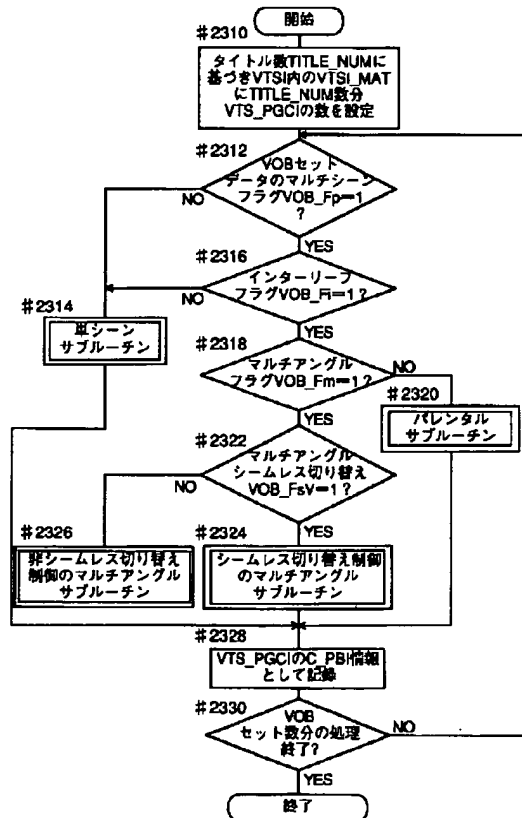 開始
#2310
タイトル数TITLE_NUMに
基づきVTSI内のVTSI_MAT
にTITLE_NUM数分
VTS_PGCIの数を設定
#2312
VOBセット
データのマルチシーン
フラグVOB_Fp=1
?
NO
YES
#2316
インターリーブ
フラグVOB_Fi=1?
NO
YES
#2314
単シーン
サブルーチン
#2318
マルチアングル
フラグVOB_Fm=1?
NO
YES
#2320
パレンタル
サブルーチン
#2322
マルチアングル
シームレス切り替え
VOB_FsV=1?
NO
YES
#2326
非シームレス切り替え
制御のマルチアングル
サブルーチン
#2324
シームレス切り替え制御
のマルチアングル
サブルーチン
#2328
VTS_PGCIのC_PBI情報
として記録
#2330
VOB
セット数分の処理
終了?
NO
YES
終了